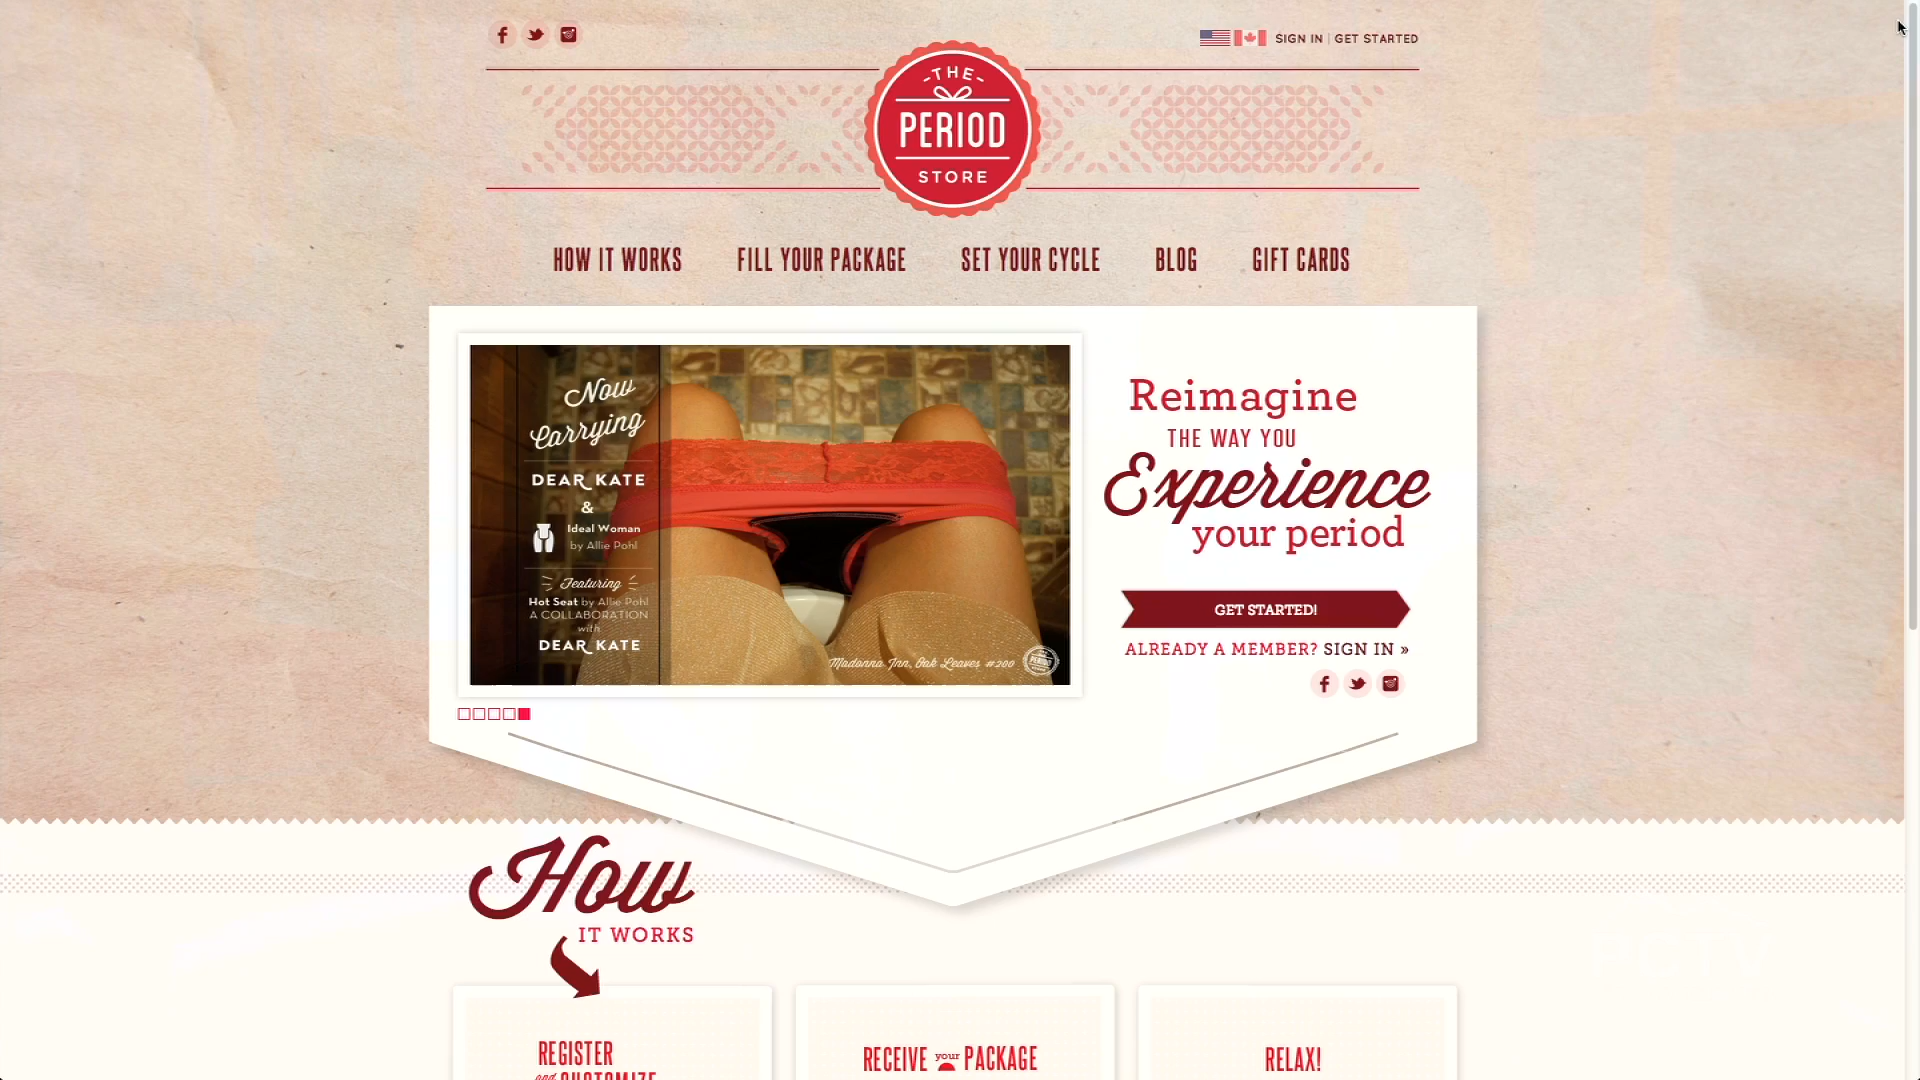 SIGN IN | GET STARTED
-THE-
PERIOD
STORE
HOW IT WORKS
FILL YOUR PACKAGE
SET YOUR CYCLE
BLOG
GIFT CARDS
Now
Carrying
DEAR KATE
&
Ideal Woman
by Allie Pohl
Featuring
Hot Seat by Allie Pohl
A COLLABORATION
with
DEAR KATE
Madonna Inn, Oak Leaves #200
Reimagine
THE WAY YOU
Experience
your period
GET STARTED!
ALREADY A MEMBER? SIGN IN »
How
IT WORKS
REGISTER
and CUSTOMIZE
RECEIVE your PACKAGE
RELAX!